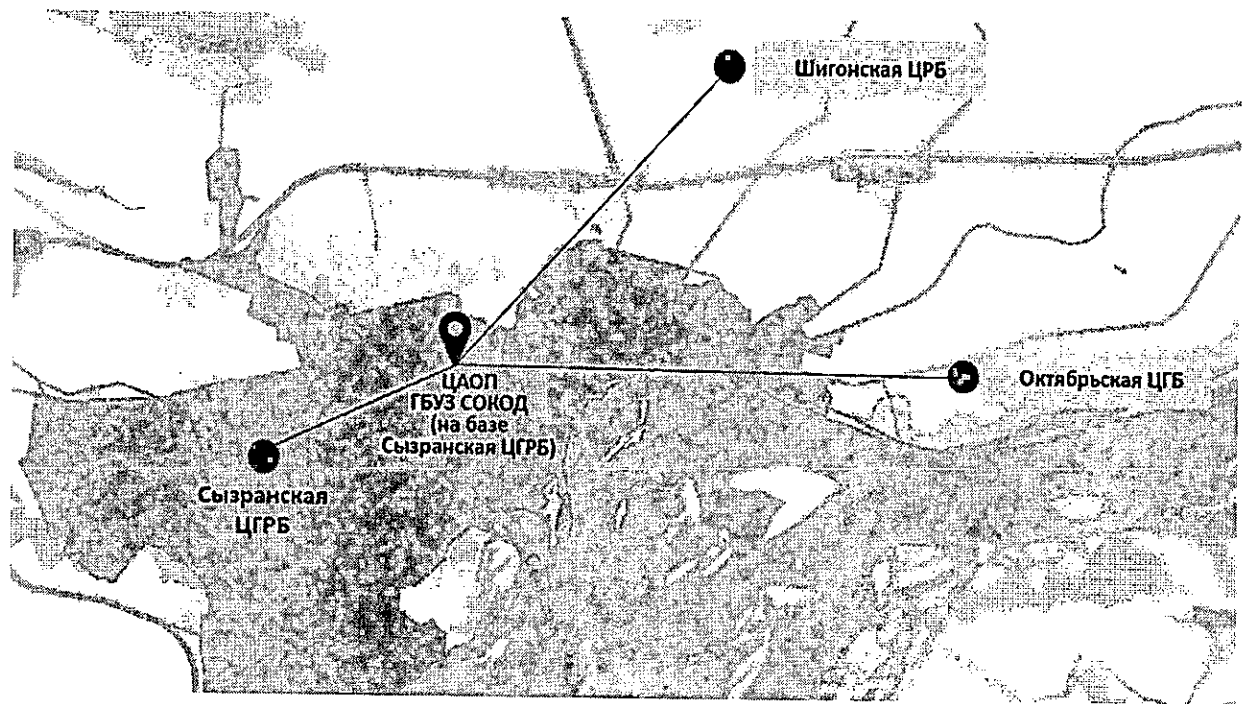 Шигонская ЦРБ
ЦАОП
ГБУЗ СОКОД
(на базе
Сызранская ЦГРБ)
Октябрьская ЦГБ
Сызранская
ЦГРБ